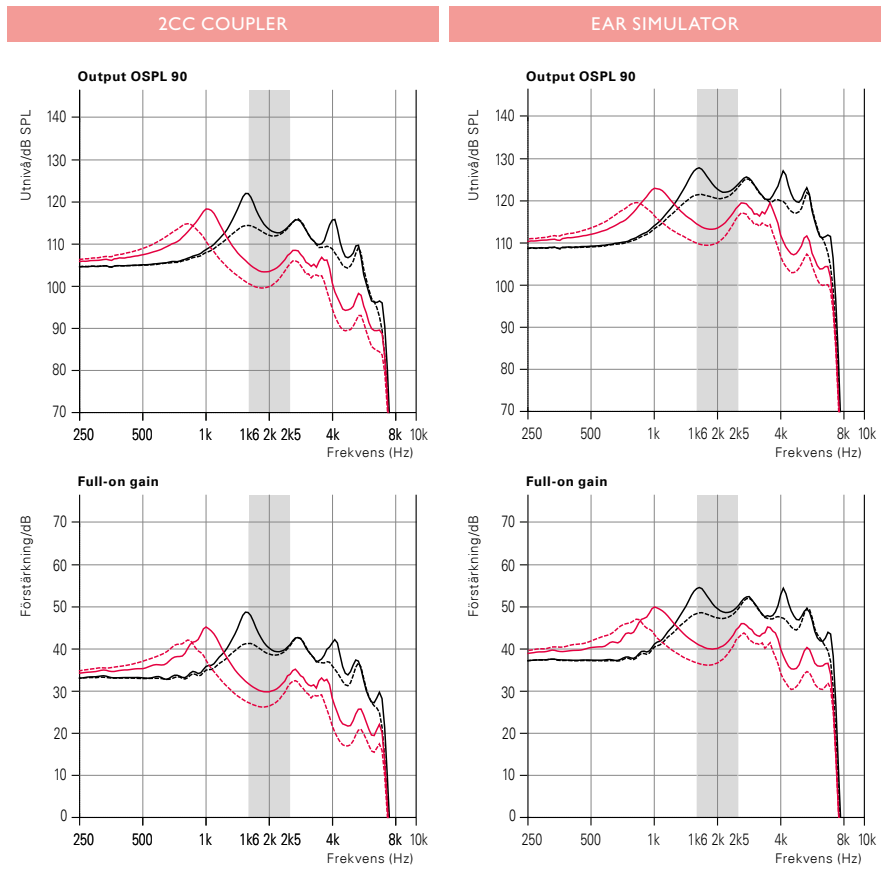 2CC COUPLER
EAR SIMULATOR
Output OSPL 90
Utnivå/dB SPL
140
130
120
110
100
90
80
70
250 500 1k 1k6 2k 2k5 4k 8k 10k
Frekvens (Hz)
Output OSPL 90
Utnivå/dB SPL
140
130
120
110
100
90
80
70
250 500 1k 1k6 2k 2k5 4k 8k 10k
Frekvens (Hz)
Full-on gain
Förstärkning/dB
70
60
50
40
30
20
10
0
250 500 1k 1k6 2k 2k5 4k 8k 10k
Frekvens (Hz)
Full-on gain
Förstärkning/dB
70
60
50
40
30
20
10
0
250 500 1k 1k6 2k 2k5 4k 8k 10k
Frekvens (Hz)